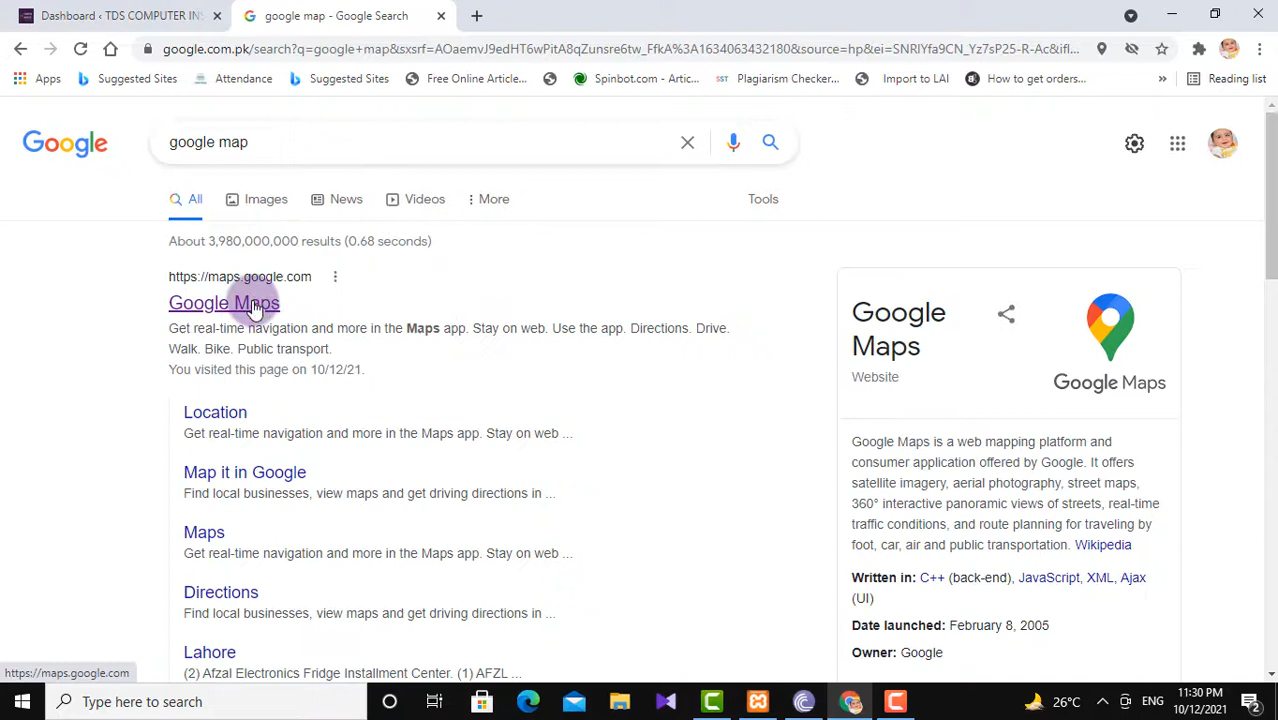 Dashboard ‹ TDS COMPUTER IN
google map - Google Search
google.com.pk/search?q=google+map&sxsrf=AOaemvJ9edHT6wPitA8qZunsre6tw_FfkA%3A1634063432180&source=hp&ei=SNRlYfa9CN_Yz7sP25-R-Ac&ifl...
Apps
Suggested Sites
Attendance
Suggested Sites
Free Online Article...
Spinbot.com - Artic...
SST
Plagiarism Checker...
Import to LAI
How to get orders...
»
Reading list
Google
google map
All
Images
News
Videos
More
Tools
About 3,980,000,000 results (0.68 seconds)
https://maps.google.com
Google Maps
Get real-time navigation and more in the Maps app. Stay on web. Use the app. Directions. Drive.
Walk. Bike. Public transport.
You visited this page on 10/12/21.
Location
Get real-time navigation and more in the Maps app. Stay on web ...
Map it in Google
Find local businesses, view maps and get driving directions in ...
Maps
Get real-time navigation and more in the Maps app. Stay on web ...
Directions
Find local businesses, view maps and get driving directions in ...
Lahore
(2) Afzal Electronics Fridge Installment Center. (1) AFZL ...
Google
Maps
Website
Google Maps
Google Maps is a web mapping platform and
consumer application offered by Google. It offers
satellite imagery, aerial photography, street maps,
360° interactive panoramic views of streets, real-time
traffic conditions, and route planning for traveling by
foot, car, air and public transportation. Wikipedia
Written in: C++ (back-end), JavaScript, XML, Ajax
(UI)
Date launched: February 8, 2005
Owner: Google
https://maps.google.com
Type here to search
26°C
ENG
11:30 PM
10/12/2021
2